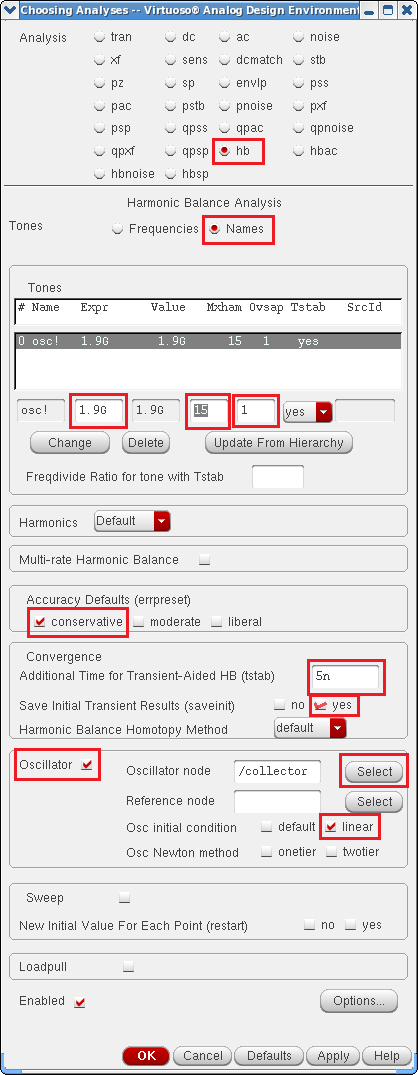 Choosing Analyses -- Virtuoso® Analog Design Environment
Analysis tran dc ac noise
xf sens dcmatch stb
pz sp envlp pss
pac pstb pnoise pxf
psp qpss qpac qpnoise
qpxf qpsp hb hbac
hbnoise hbsp
Harmonic Balance Analysis
Tones Frequencies Names
Tones
# Name Expr Value Mxham Ovsap Tstab SrcId
0 osc! 1.9G 1.9G 15 1 yes
osc! 1.9G 1.9G 15 1 yes
Change Delete Update From Hierarchy
Freqdivide Ratio for tone with Tstab
Harmonics Default
Multi-rate Harmonic Balance
Accuracy Defaults (errpreset)
conservative moderate liberal
Convergence
Additional Time for Transient-Aided HB (tstab) 5n
Save Initial Transient Results (saveinit) no yes
Harmonic Balance Homotopy Method default
Oscillator Oscillator node /collector Select
Reference node Select
Osc initial condition default linear
Osc Newton method onetier twotier
Sweep
New Initial Value For Each Point (restart) no yes
Loadpull
Enabled Options...
OK Cancel Defaults Apply Help